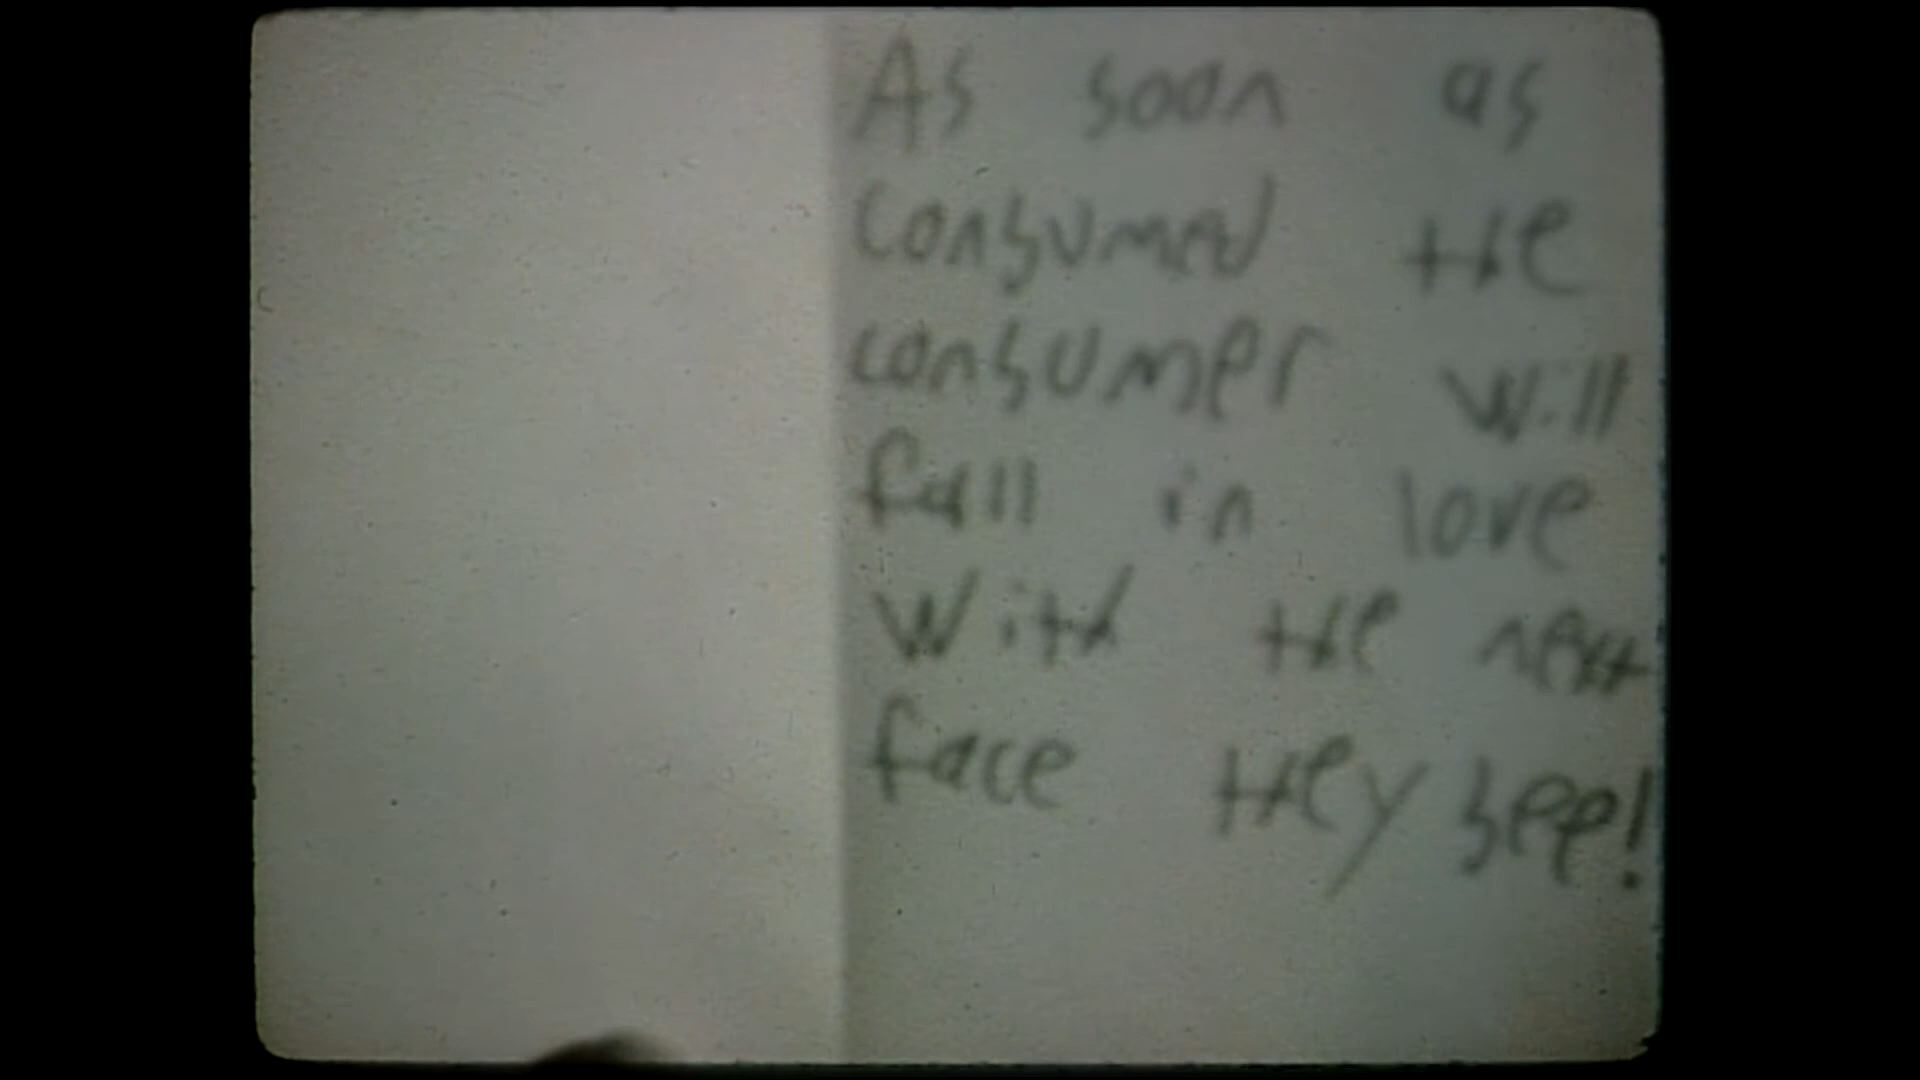 As soon as
consumed the
consumer will
fall in love
with the next
face they see!